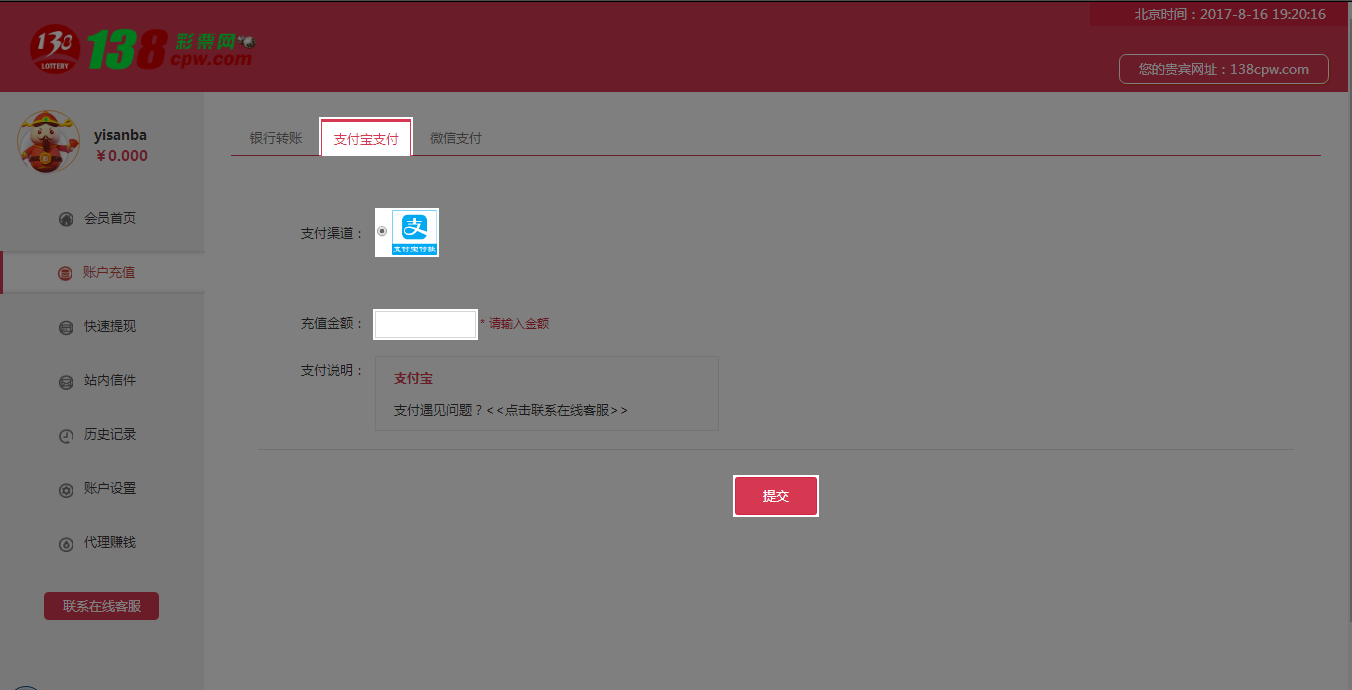 北京时间：2017-8-16 19:20:16
138
LOTTERY
138 彩票网
cpw.com
您的贵宾网址：138cpw.com
yisanba
￥0.000
会员首页
账户充值
快速提现
站内信件
历史记录
账户设置
代理赚钱
联系在线客服
银行转账 支付宝支付 微信支付
支付渠道：
支
支付宝付款
充值金额： * 请输入金额
支付说明：
支付宝
支付遇见问题？<<点击联系在线客服>>
提交